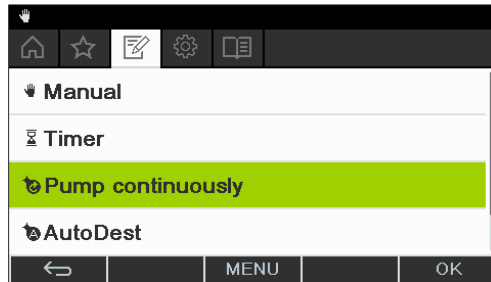 Manual
Timer
Pump continuously
AutoDest
MENU OK